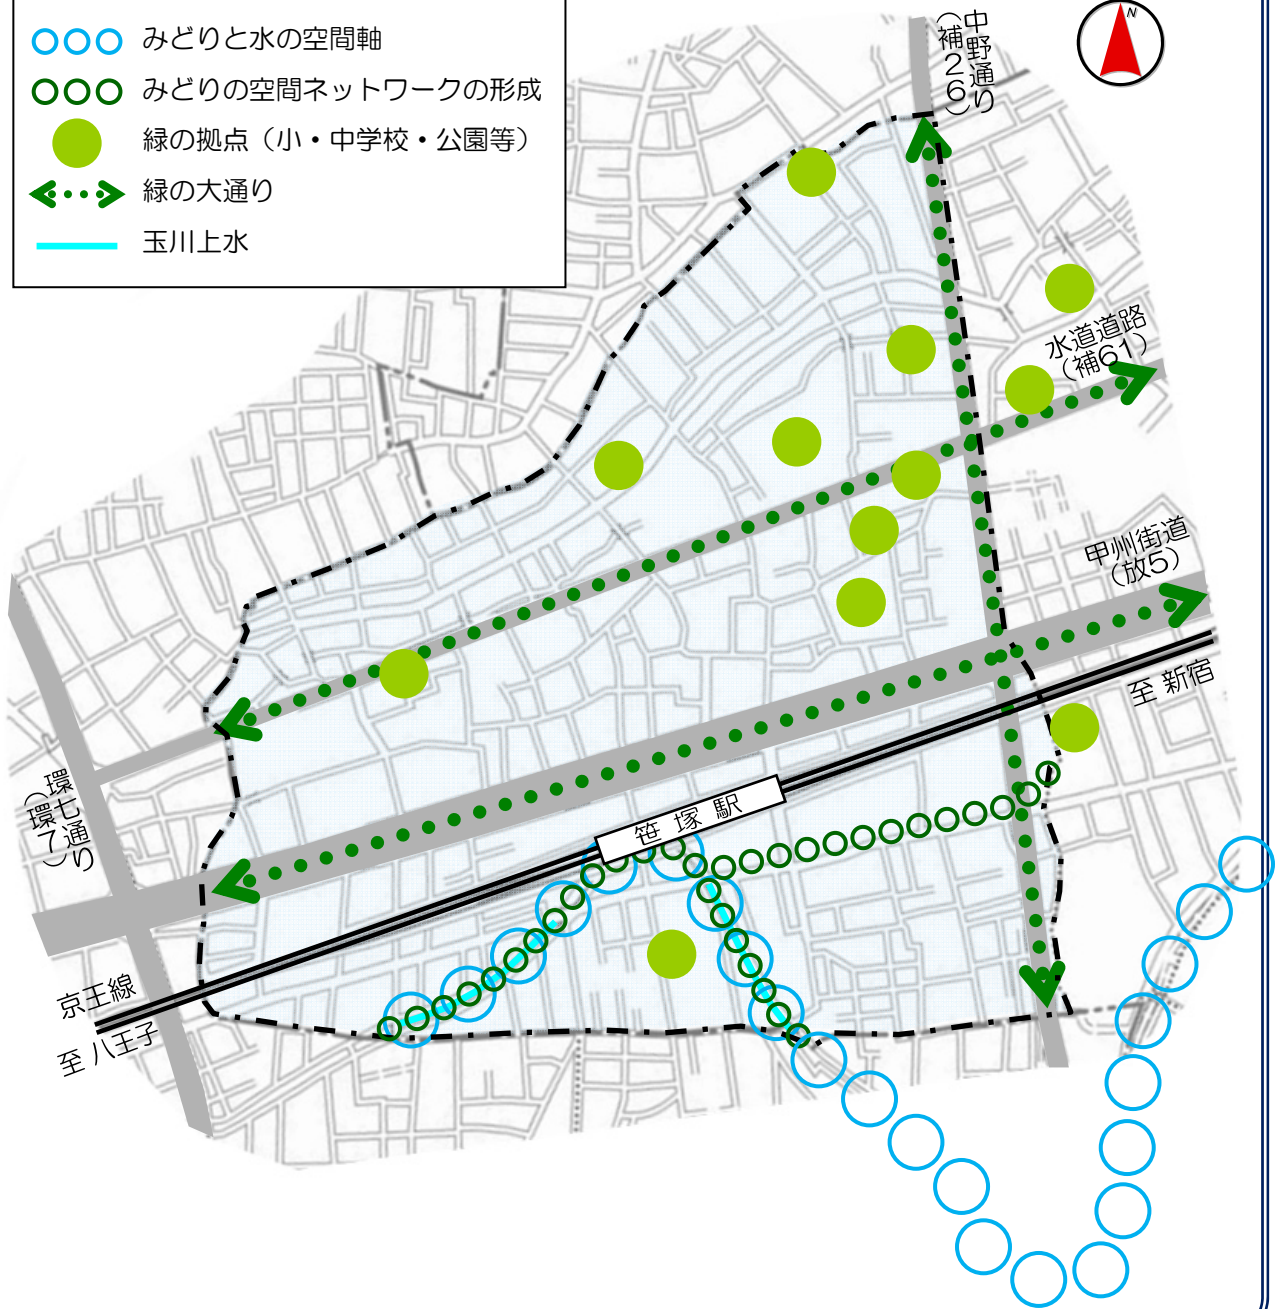 みどりと水の空間軸
みどりの空間ネットワークの形成
緑の拠点（小・中学校・公園等）
緑の大通り
玉川上水
N
中野通り
（補26）
水道道路
（補61）
甲州街道
（放5）
至 新宿
笹塚駅
環七通り
（環7）
京王線
至 八王子